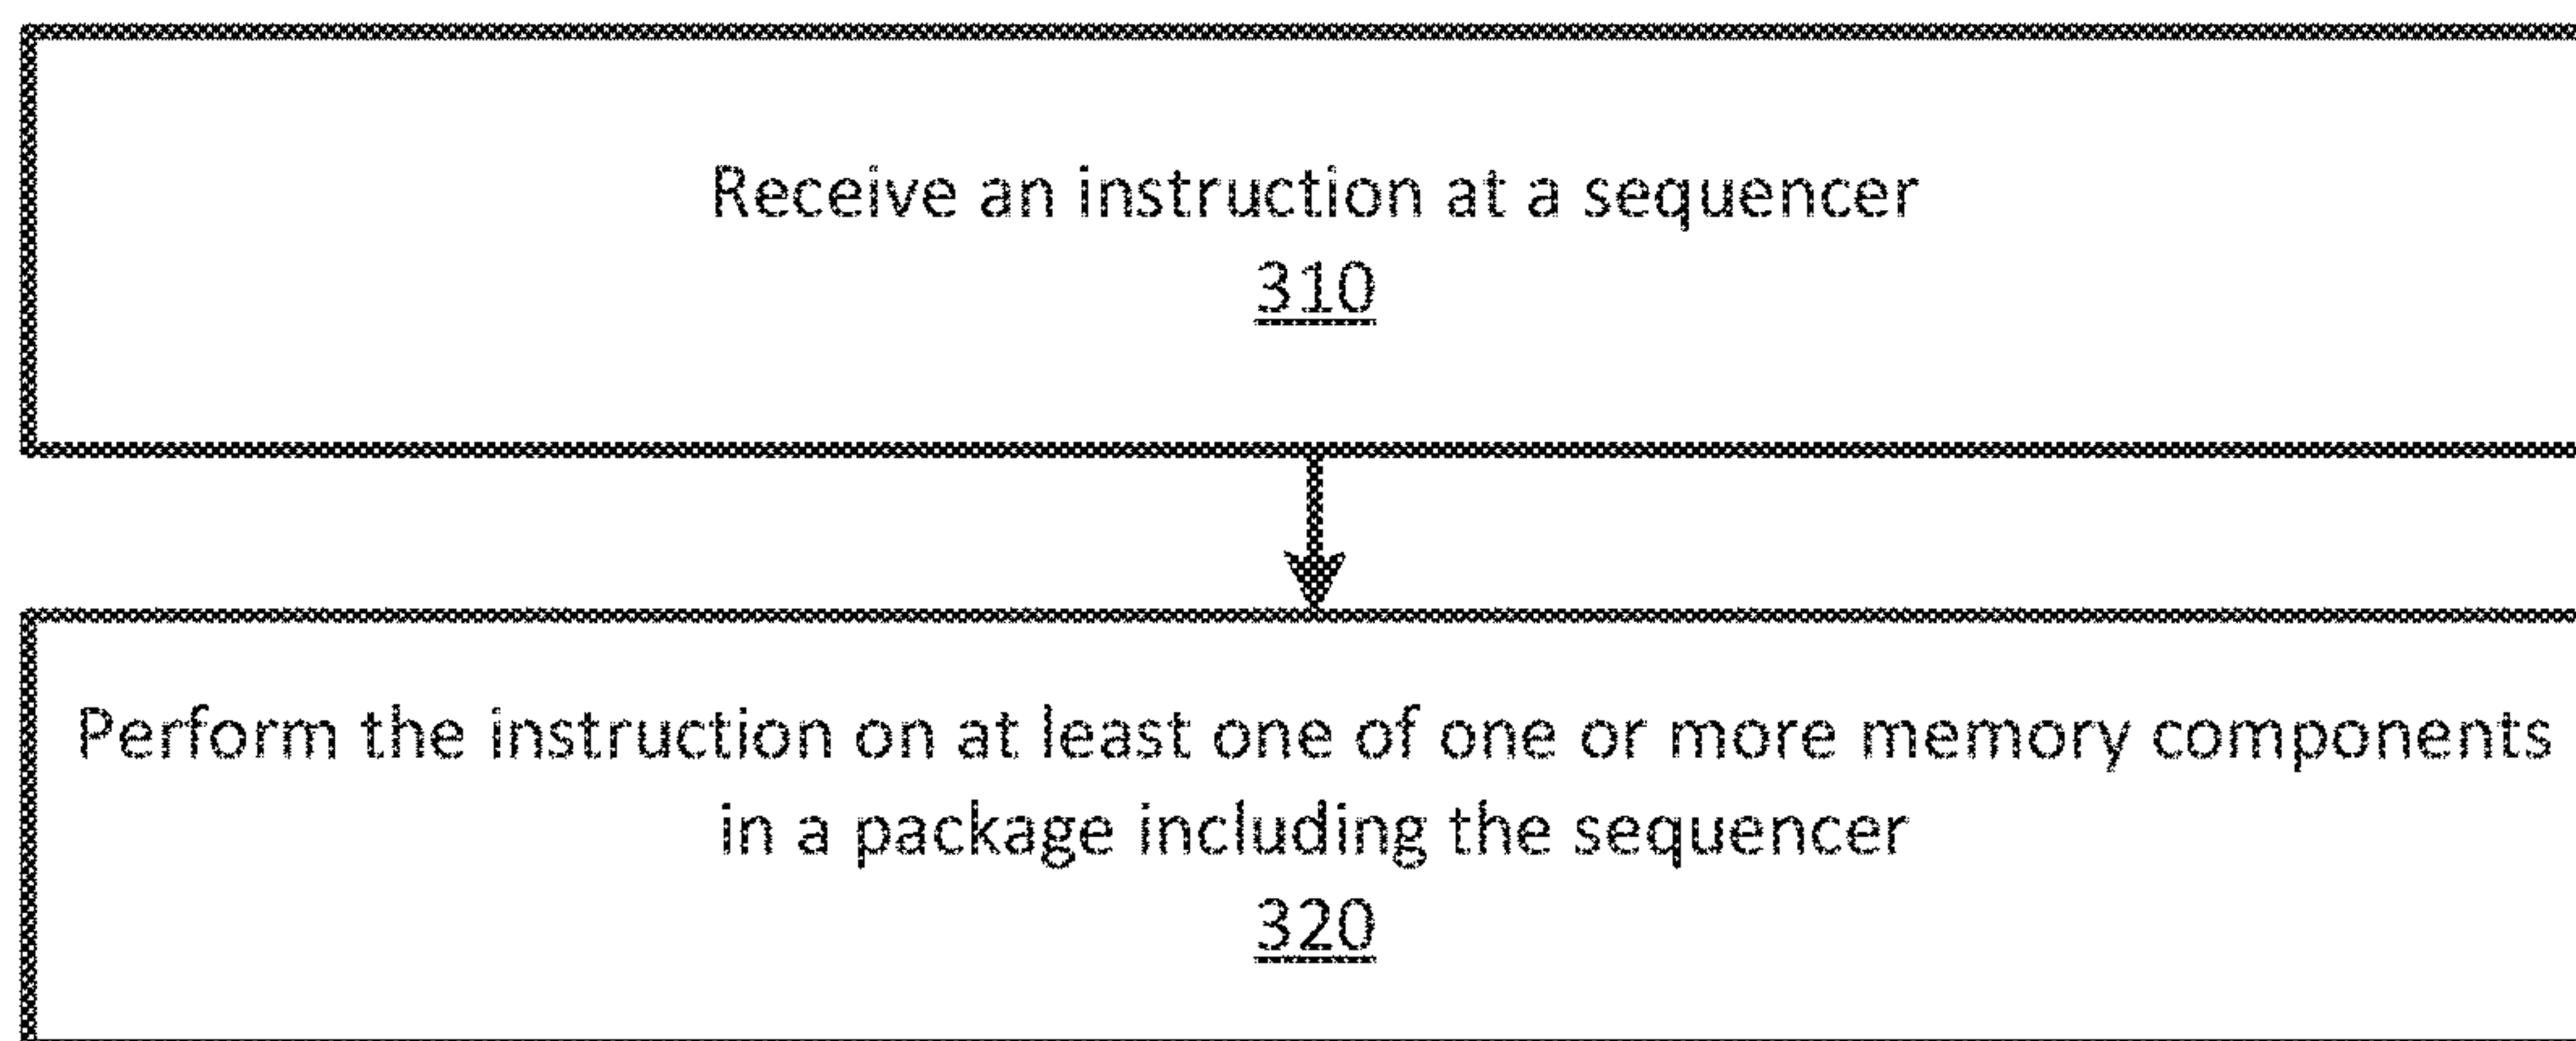 Receive an instruction at a sequencer
310
Perform the instruction on at least one of one or more memory components
in a package including the sequencer
320